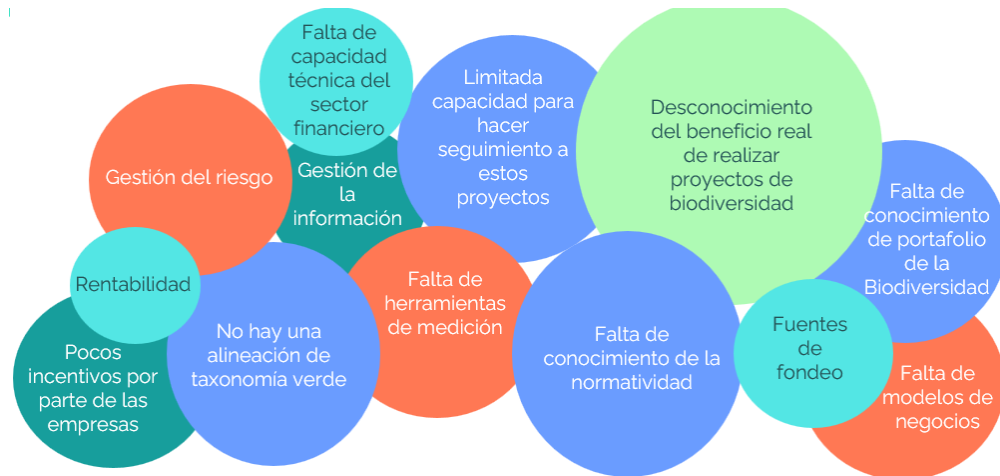 Falta de
capacidad
técnica del
sector
financiero
Limitada
capacidad para
hacer
seguimiento a
estos
proyectos
Desconocimiento
del beneficio real
de realizar
proyectos de
biodiversidad
Gestión del riesgo
Gestión de
la
información
Falta de
conocimiento
de portafolio
de la
Biodiversidad
Rentabilidad
Falta de
herramientas
de medición
No hay una
alineación de
taxonomía verde
Falta de
conocimiento de la
normatividad
Fuentes
de
fondeo
Pocos
incentivos por
parte de las
empresas
Falta de
modelos de
negocios